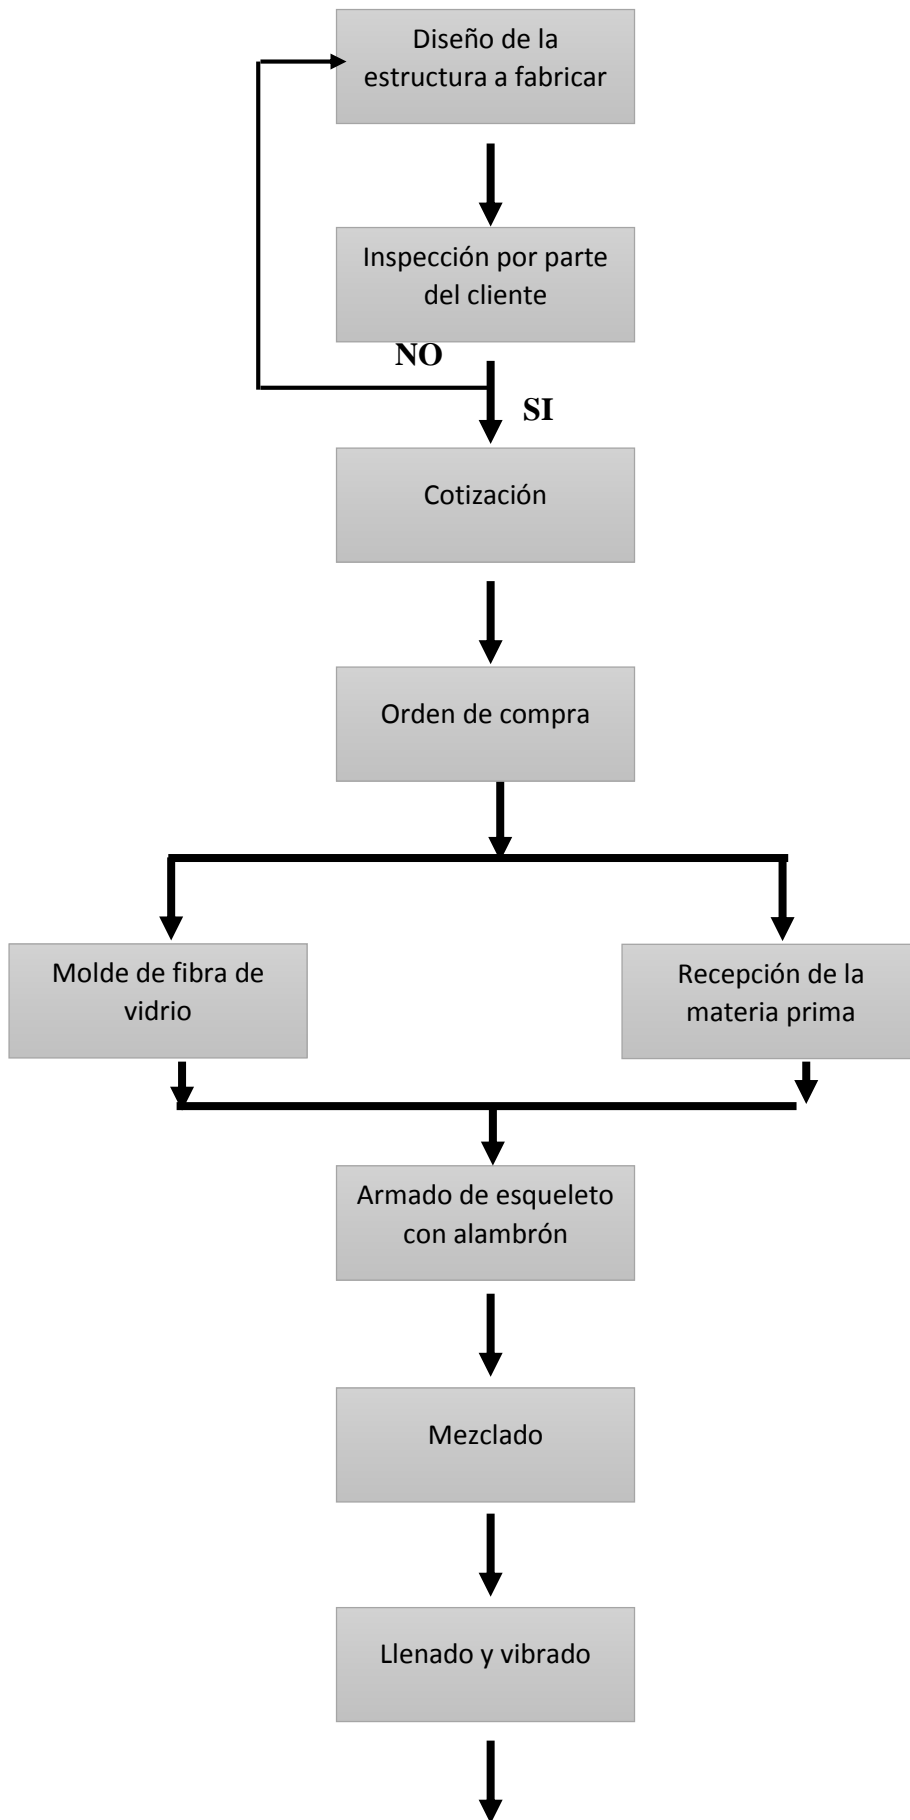 Diseño de la
estructura a fabricar
Inspección por parte
del cliente
NO
SI
Cotización
Orden de compra
Molde de fibra de
vidrio
Recepción de la
materia prima
Armado de esqueleto
con alambrón
Mezclado
Llenado y vibrado